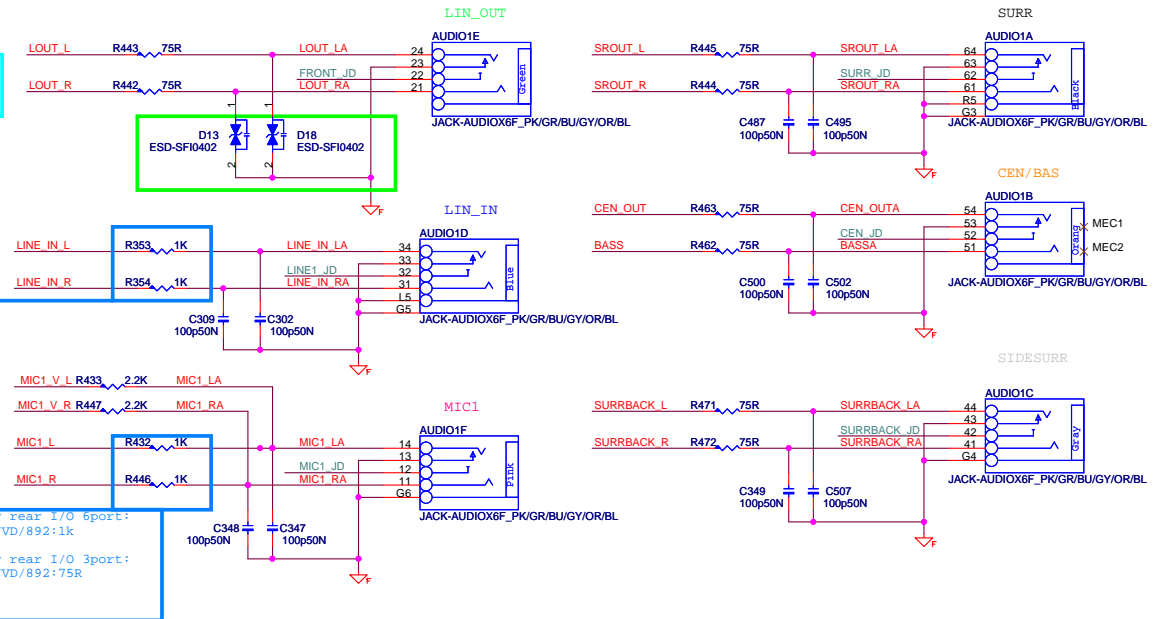 LIN_OUT
AUDIO1E
LOUT_L R443 75R LOUT_LA 24
23
FRONT_JD 22
LOUT_R R442 75R LOUT_RA 21
Green
JACK-AUDIOX6F_PK/GR/BU/GY/OR/BL
1 1
D13 D18
ESD-SFI0402 ESD-SFI0402
2 2
F
LIN_IN
AUDIO1D
LINE_IN_L R353 1K LINE_IN_LA 34
33
LINE1_JD 32
LINE_IN_R R354 1K LINE_IN_RA 31
L5
G5
Blue
JACK-AUDIOX6F_PK/GR/BU/GY/OR/BL
C309 C302
100p50N 100p50N
F
MIC1_V_L R433 2.2K MIC1_LA
MIC1_V_R R447 2.2K MIC1_RA
MIC1
AUDIO1F
MIC1_L R432 1K MIC1_LA 14
13
MIC1_JD 12
MIC1_R R446 1K MIC1_RA 11
G6
Pink
JACK-AUDIOX6F_PK/GR/BU/GY/OR/BL
C348 C347
100p50N 100p50N
F
rear I/O 6port:
VD/892:1k
rear I/O 3port:
VD/892:75R
SURR
AUDIO1A
SROUT_L R445 75R SROUT_LA 64
63
SURR_JD 62
SROUT_R R444 75R SROUT_RA 61
R5
G3
Black
JACK-AUDIOX6F_PK/GR/BU/GY/OR/BL
C487 C495
100p50N 100p50N
F
CEN/BAS
AUDIO1B
CEN_OUT R463 75R CEN_OUTA 54
53
CEN_JD 52
BASS R462 75R BASSA 51
Orang
MEC1
MEC2
JACK-AUDIOX6F_PK/GR/BU/GY/OR/BL
C500 C502
100p50N 100p50N
F
SIDESURR
AUDIO1C
SURRBACK_L R471 75R SURRBACK_LA 44
43
SURRBACK_JD 42
SURRBACK_R R472 75R SURRBACK_RA 41
G4
Gray
JACK-AUDIOX6F_PK/GR/BU/GY/OR/BL
C349 C507
100p50N 100p50N
F